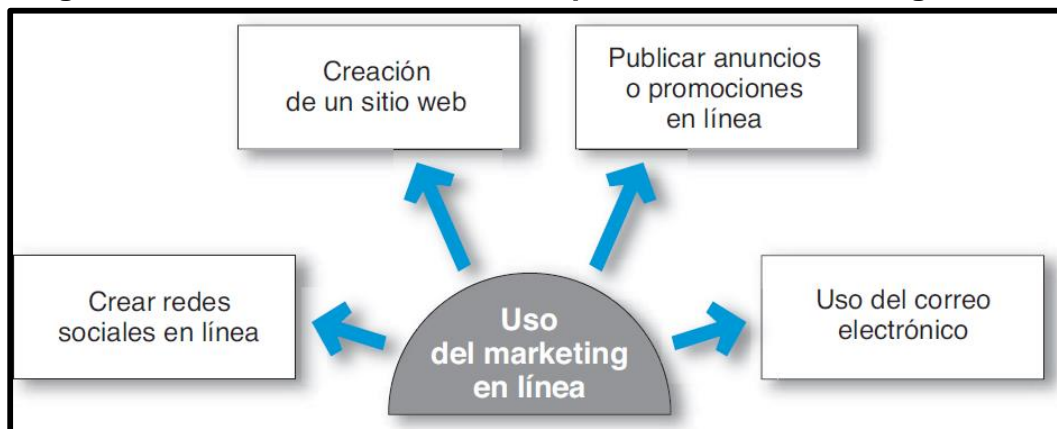 Creación
de un sitio web
Publicar anuncios
o promociones
en línea
Crear redes
sociales en línea
Uso
del marketing
en línea
Uso del correo
electrónico